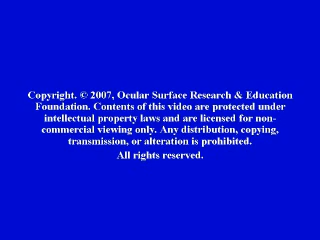 Copyright. © 2007, Ocular Surface Research & Education
Foundation. Contents of this video are protected under
intellectual property laws and are licensed for non-
commercial viewing only. Any distribution, copying,
transmission, or alteration is prohibited.
All rights reserved.